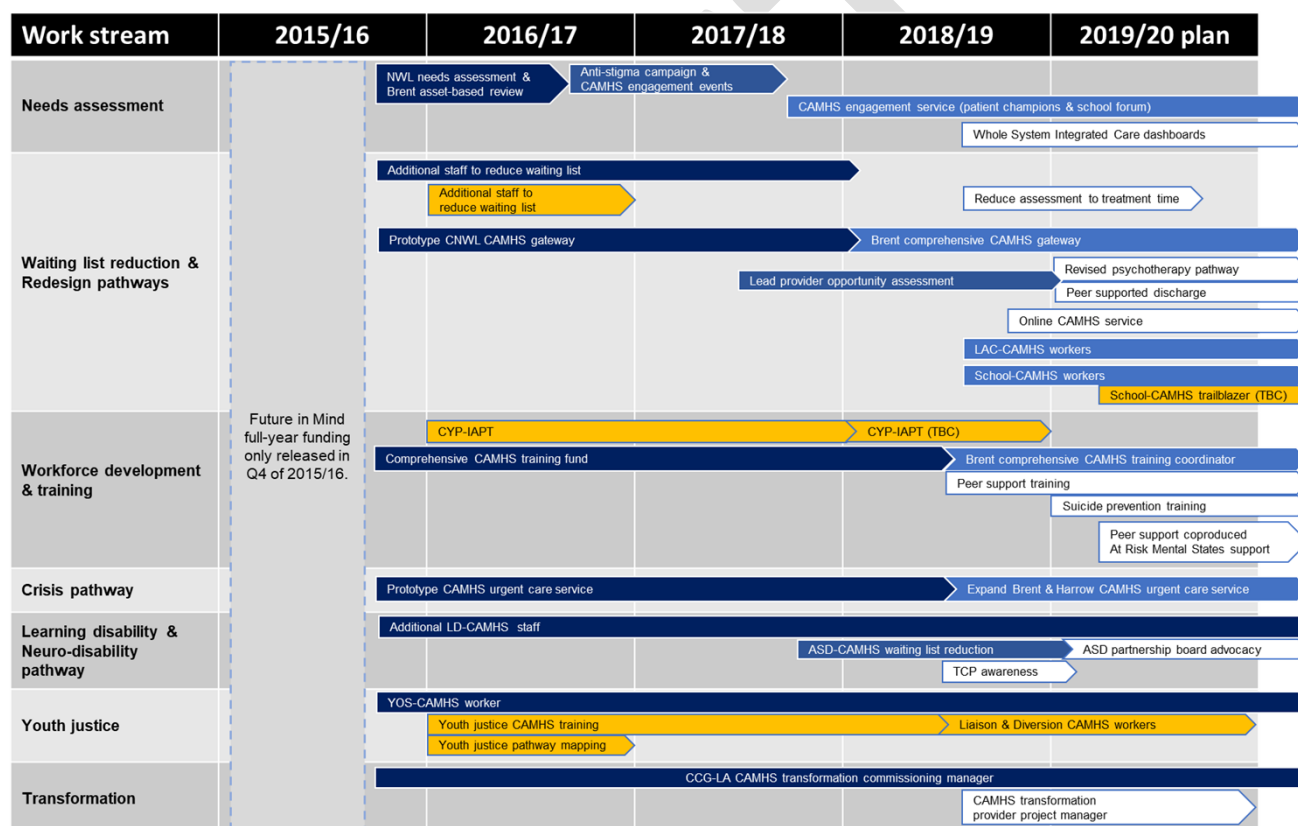 Work stream
2015/16
2016/17
2017/18
2018/19
2019/20 plan
Needs assessment
NWL needs assessment &
Brent asset-based review
Anti-stigma campaign &
CAMHS engagement events
CAMHS engagement service (patient champions & school forum)
Whole System Integrated Care dashboards
Waiting list reduction &
Redesign pathways
Additional staff to reduce waiting list
Additional staff to
reduce waiting list
Reduce assessment to treatment time
Prototype CNWL CAMHS gateway
Brent comprehensive CAMHS gateway
Lead provider opportunity assessment
Revised psychotherapy pathway
Peer supported discharge
Online CAMHS service
LAC-CAMHS workers
School-CAMHS workers
School-CAMHS trailblazer (TBC)
Future in Mind
full-year funding
only released in
Q4 of 2015/16.
Workforce development
& training
CYP-IAPT
CYP-IAPT (TBC)
Comprehensive CAMHS training fund
Brent comprehensive CAMHS training coordinator
Peer support training
Suicide prevention training
Peer support coproduced
At Risk Mental States support
Crisis pathway
Prototype CAMHS urgent care service
Expand Brent & Harrow CAMHS urgent care service
Learning disability &
Neuro-disability
pathway
Additional LD-CAMHS staff
ASD-CAMHS waiting list reduction
ASD partnership board advocacy
TCP awareness
Youth justice
YOS-CAMHS worker
Youth justice CAMHS training
Liaison & Diversion CAMHS workers
Youth justice pathway mapping
Transformation
CCG-LA CAMHS transformation commissioning manager
CAMHS transformation
provider project manager